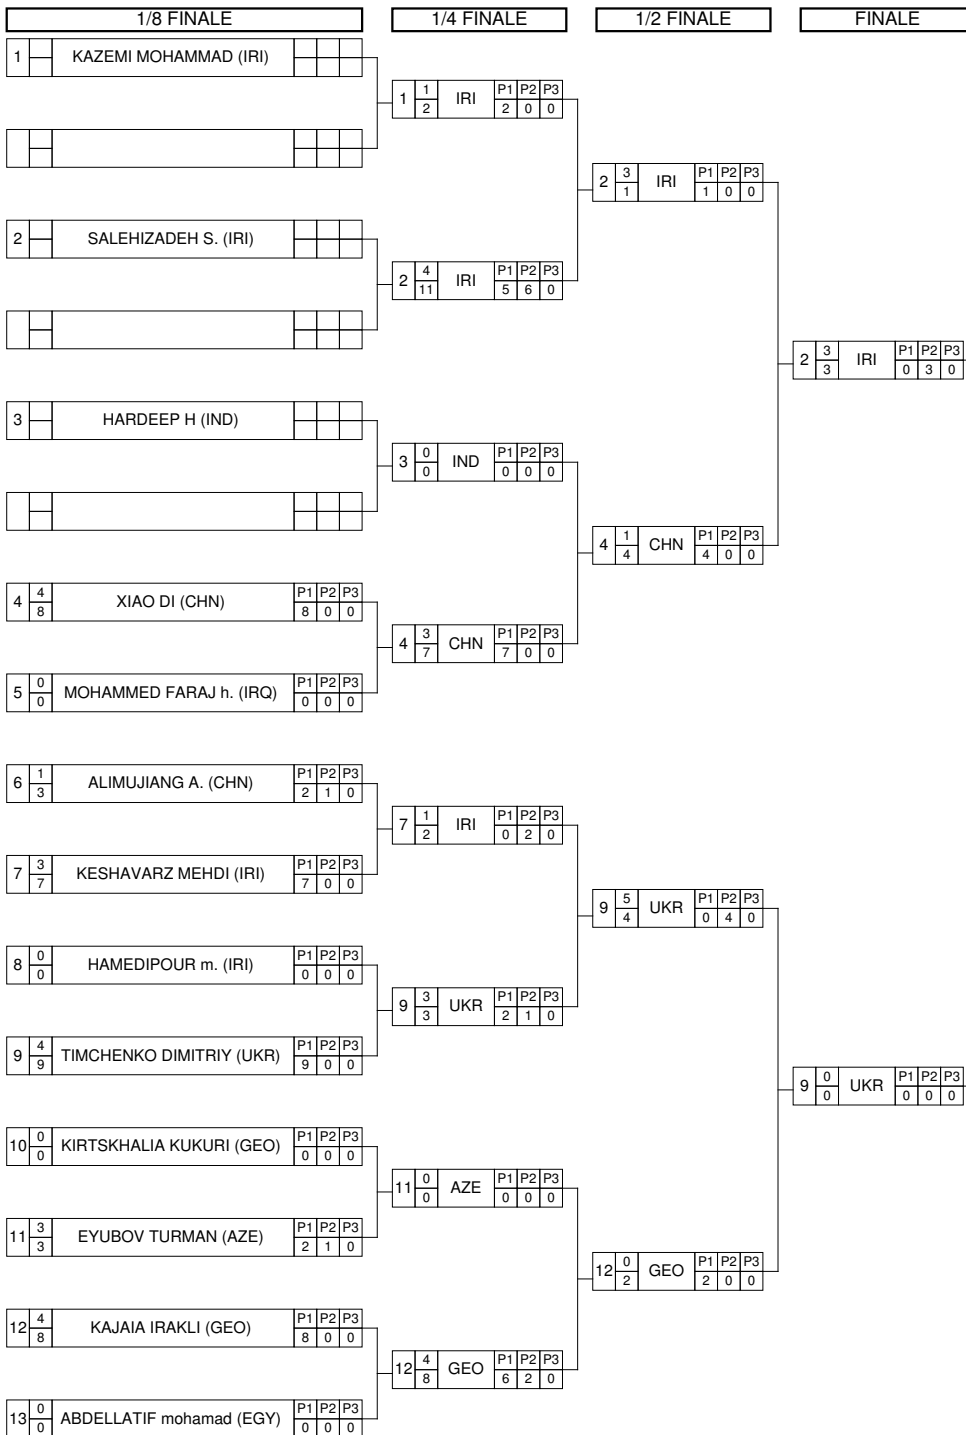 1/8 FINALE 1/4 FINALE 1/2 FINALE FINALE
1 KAZEMI MOHAMMAD (IRI)
1 1 2 IRI P1 P2 P3 2 0 0
2 3 1 IRI P1 P2 P3 1 0 0
2 SALEHIZADEH S. (IRI)
2 4 11 IRI P1 P2 P3 5 6 0
2 3 3 IRI P1 P2 P3 0 3 0
3 HARDEEP H (IND)
3 0 0 IND P1 P2 P3 0 0 0
4 1 4 CHN P1 P2 P3 4 0 0
4 4 8 XIAO DI (CHN) P1 P2 P3 8 0 0
4 3 7 CHN P1 P2 P3 7 0 0
5 0 0 MOHAMMED FARAJ h. (IRQ) P1 P2 P3 0 0 0
6 1 3 ALIMUJIANG A. (CHN) P1 P2 P3 2 1 0
7 1 2 IRI P1 P2 P3 0 2 0
7 3 7 KESHAVARZ MEHDI (IRI) P1 P2 P3 7 0 0
9 5 4 UKR P1 P2 P3 0 4 0
8 0 0 HAMEDIPOUR m. (IRI) P1 P2 P3 0 0 0
9 3 3 UKR P1 P2 P3 2 1 0
9 4 9 TIMCHENKO DIMITRIY (UKR) P1 P2 P3 9 0 0
9 0 0 UKR P1 P2 P3 0 0 0
10 0 0 KIRTSKHALIA KUKURI (GEO) P1 P2 P3 0 0 0
11 0 0 AZE P1 P2 P3 0 0 0
11 3 3 EYUBOV TURMAN (AZE) P1 P2 P3 2 1 0
12 0 2 GEO P1 P2 P3 2 0 0
12 4 8 KAJAIA IRAKLI (GEO) P1 P2 P3 8 0 0
12 4 8 GEO P1 P2 P3 6 2 0
13 0 0 ABDELLATIF mohamad (EGY) P1 P2 P3 0 0 0